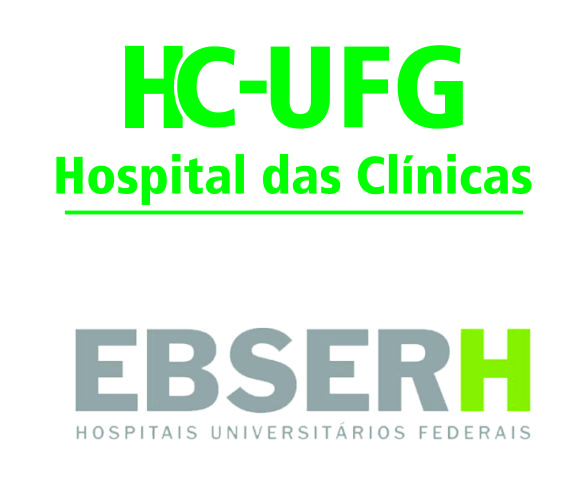 HC-UFG
Hospital das Clínicas
EBSERH
HOSPITAIS UNIVERSITÁRIOS FEDERAIS